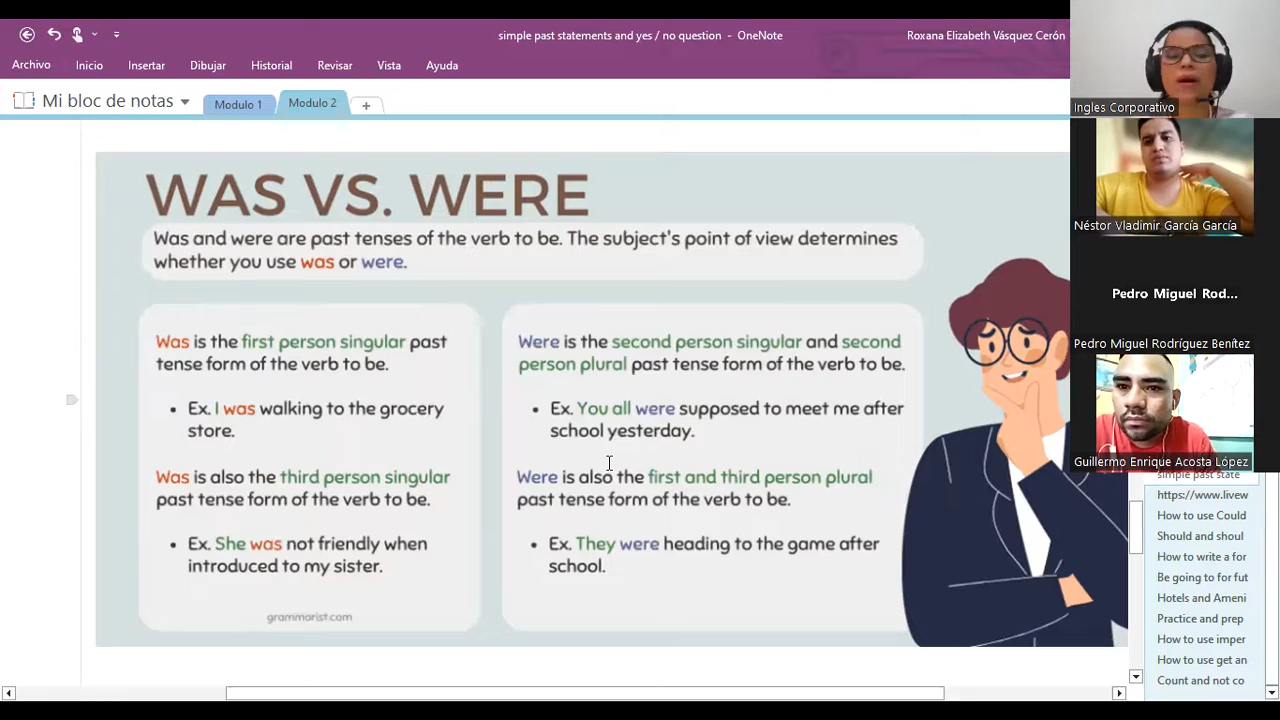 simple past statements and yes / no question - OneNote
Roxana Elizabeth Vásquez Cerón
Archivo Inicio Insertar Dibujar Historial Revisar Vista Ayuda
Mi bloc de notas Modulo 1 Modulo 2
WAS VS. WERE
Was and were are past tenses of the verb to be. The subject's point of view determines
whether you use was or were.
Was is the first person singular past
tense form of the verb to be.
• Ex. I was walking to the grocery
store.
Was is also the third person singular
past tense form of the verb to be.
• Ex. She was not friendly when
introduced to my sister.
grammarist.com
Were is the second person singular and second
person plural past tense form of the verb to be.
• Ex. You all were supposed to meet me after
school yesterday.
Were is also the first and third person plural
past tense form of the verb to be.
• Ex. They were heading to the game after
school.
Ingles Corporativo
Néstor Vladimir García García
Pedro Miguel Rod...
Pedro Miguel Rodríguez Benítez
Guillermo Enrique Acosta López
simple past state
https://www.livew
How to use Could
Should and shoul
How to write a for
Be going to for fut
Hotels and Ameni
Practice and prep
How to use imper
How to use get an
Count and not co